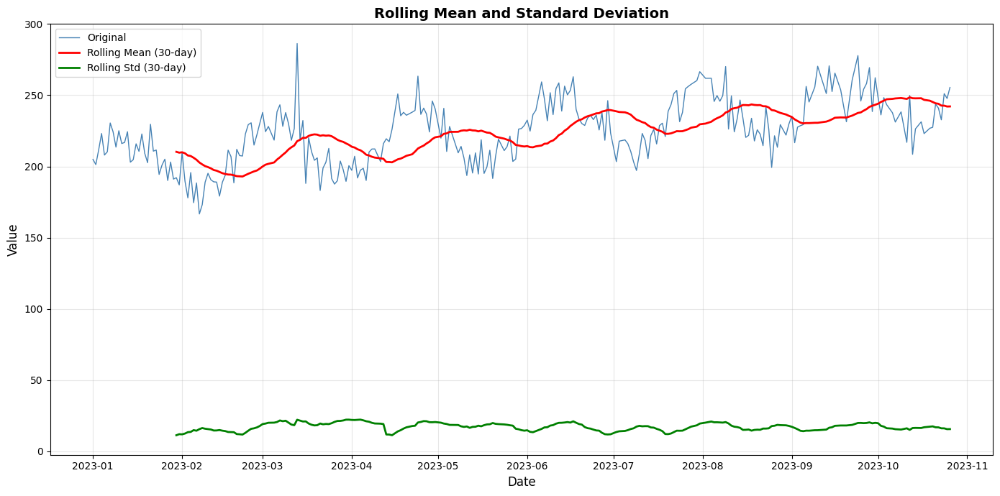 Rolling Mean and Standard Deviation
Original
Rolling Mean (30-day)
Rolling Std (30-day)
300
250
200
150
100
50
0
Value
2023-01 2023-02 2023-03 2023-04 2023-05 2023-06 2023-07 2023-08 2023-09 2023-10 2023-11
Date